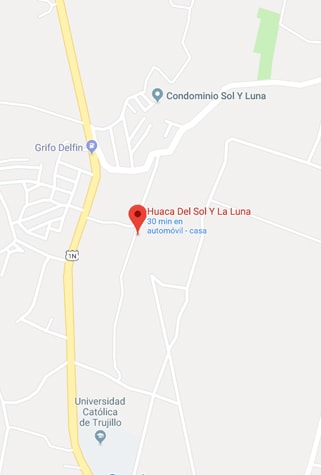 Condominio Sol Y Luna
Grifo Delfin
Huaca Del Sol Y La Luna
30 min en
automóvil - casa
1N
Universidad
Católica
de Trujillo